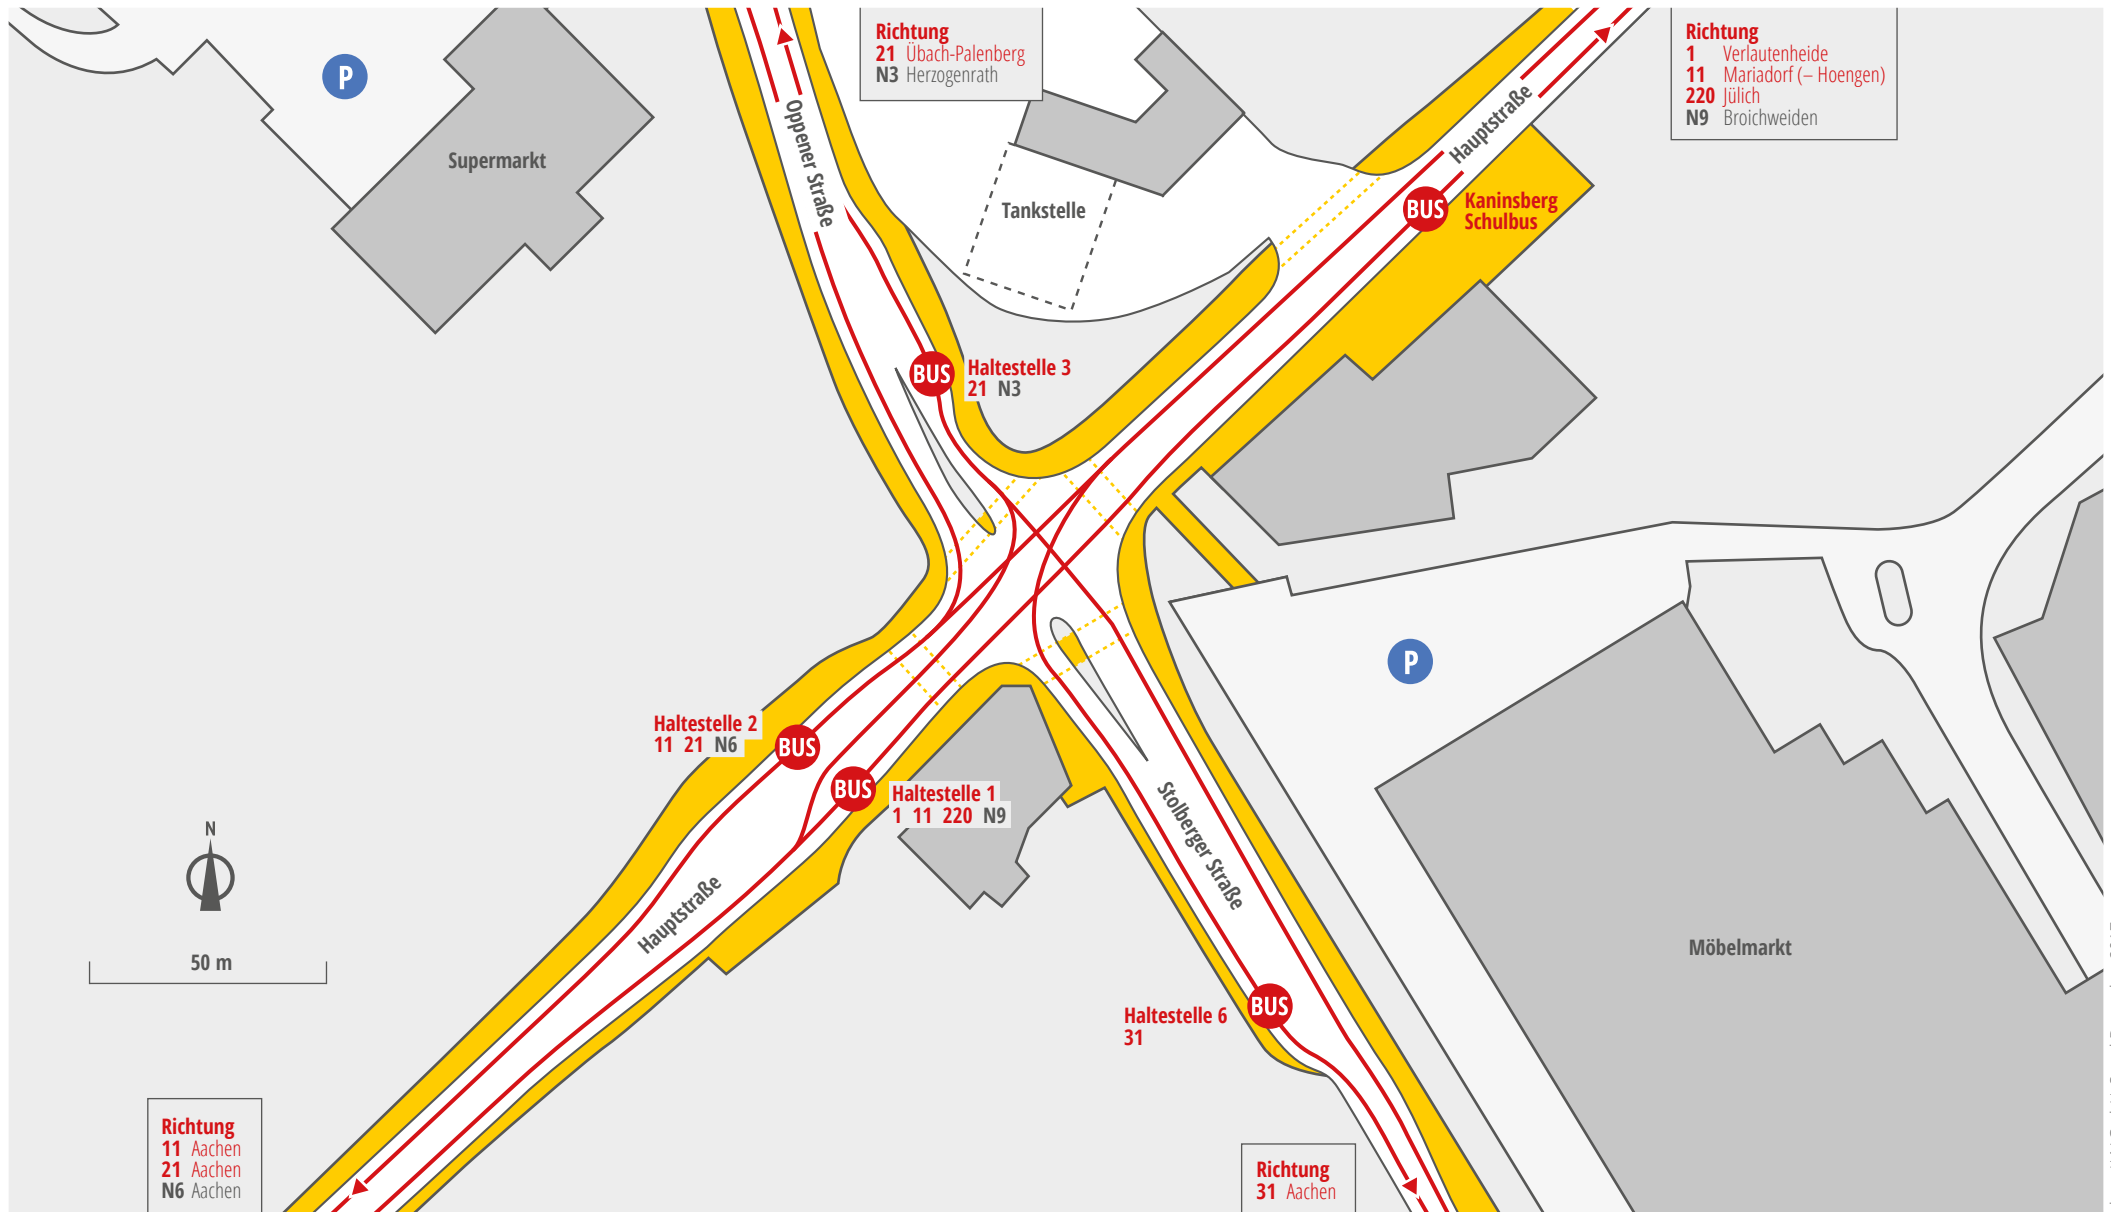 Richtung
21 Übach-Palenberg
N3 Herzogenrath
Richtung
1 Verlautenheide
11 Mariadorf (– Hoengen)
220 Jülich
N9 Broichweiden
P
Supermarkt
Oppener Straße
Hauptstraße
Tankstelle
BUS
Kaninsberg
Schulbus
BUS
Haltestelle 3
21 N3
P
Haltestelle 2
11 21 N6
BUS
BUS
Haltestelle 1
1 11 220 N9
Stolberger Straße
N
Hauptstraße
50 m
Möbelmarkt
BUS
Haltestelle 6
31
Richtung
11 Aachen
21 Aachen
N6 Aachen
Richtung
31 Aachen